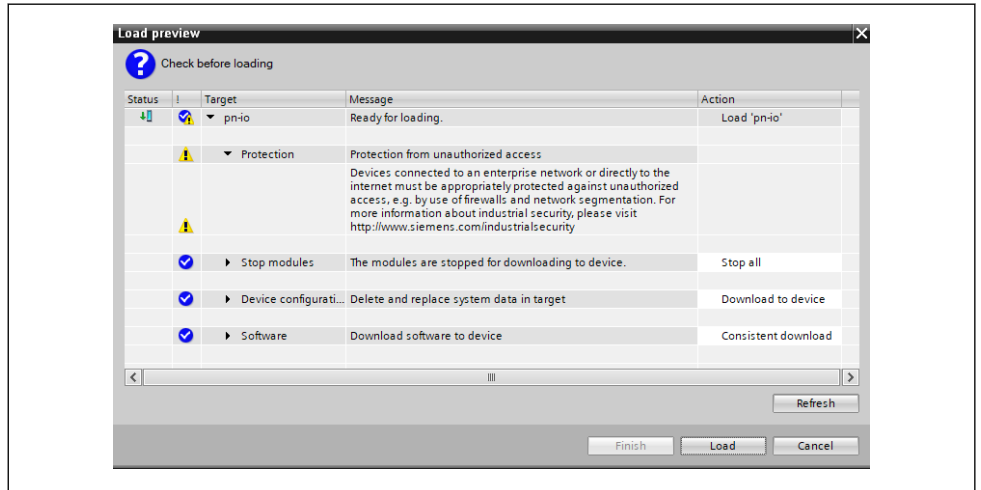 Load preview
Check before loading
Status ! Target Message Action
pn-io Ready for loading. Load 'pn-io'
Protection Protection from unauthorized access
Devices connected to an enterprise network or directly to the
internet must be appropriately protected against unauthorized
access, e.g. by use of firewalls and network segmentation. For
more information about industrial security, please visit
http://www.siemens.com/industrialsecurity
Stop modules The modules are stopped for downloading to device. Stop all
Device configurati... Delete and replace system data in target Download to device
Software Download software to device Consistent download
Refresh
Finish Load Cancel